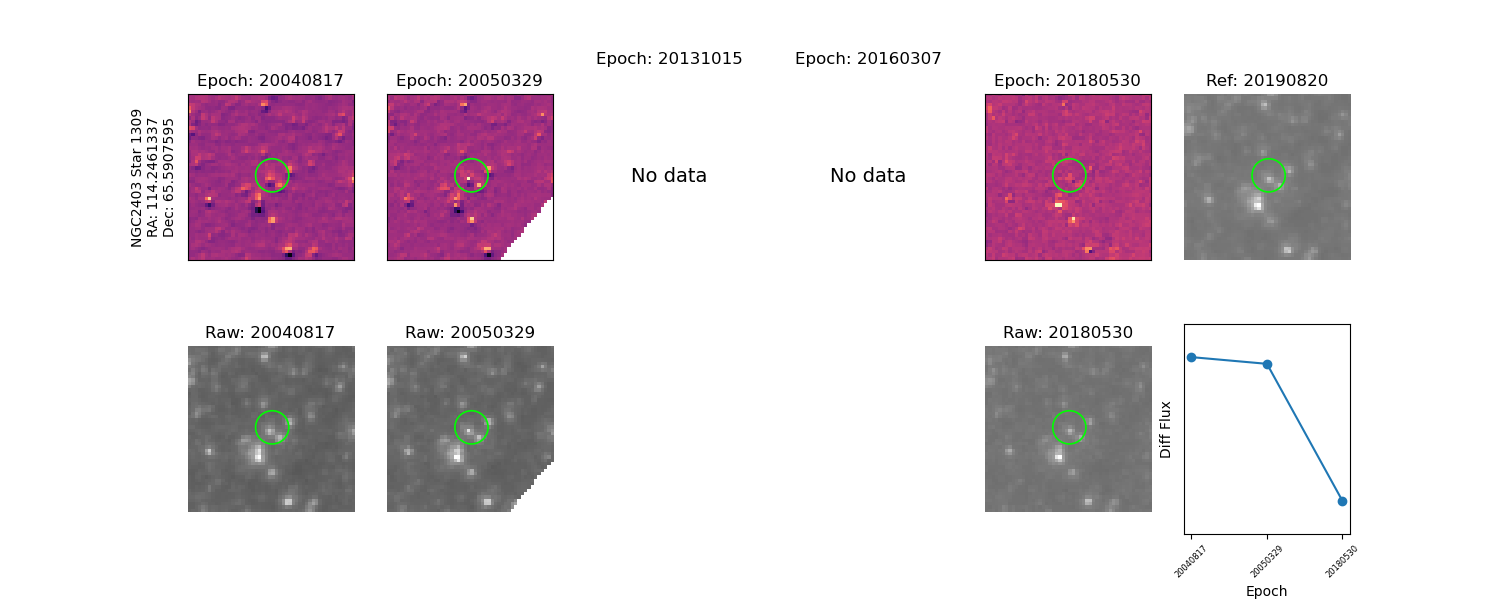 Epoch: 20131015
Epoch: 20160307
Epoch: 20040817
Epoch: 20050329
Epoch: 20180530
Ref: 20190820
NGC2403 Star 1309
RA: 114.2461337
Dec: 65.5907595
No data
No data
Raw: 20040817
Raw: 20050329
Raw: 20180530
Diff Flux
20040817
20050329
20180530
Epoch